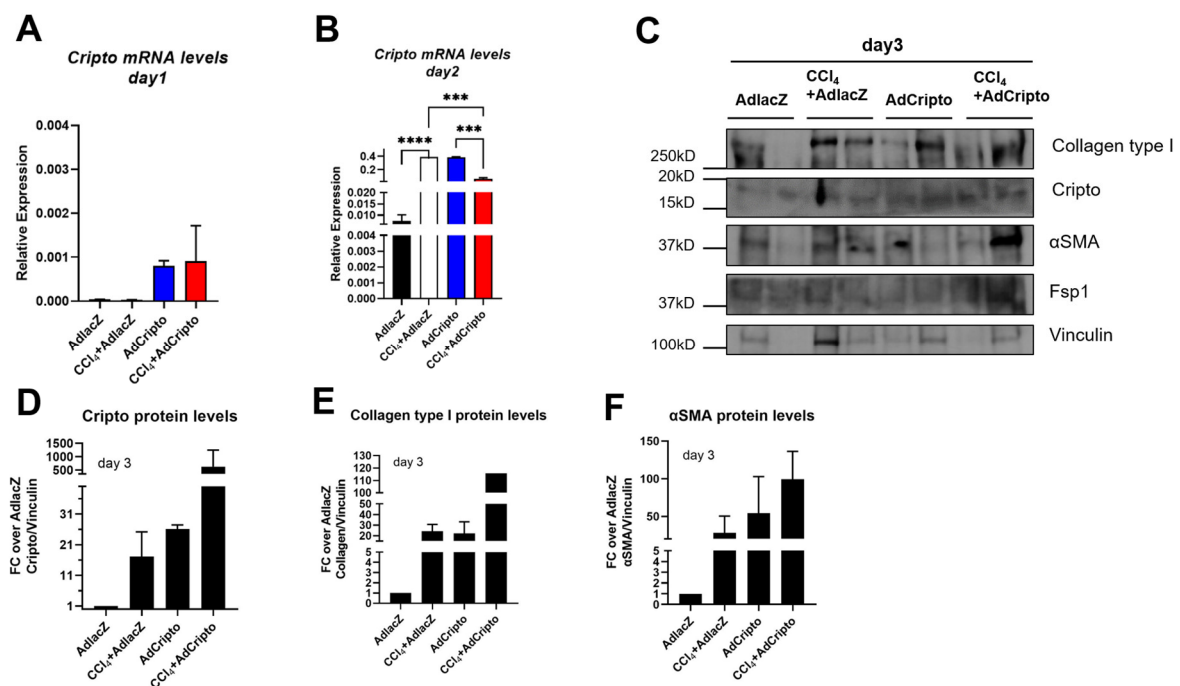 A
Cripto mRNA levels
day1
Relative Expression
0.004
0.003
0.002
0.001
0.000
AdlacZ
CCl₄+AdlacZ
AdCripto
CCl₄+AdCripto
B
Cripto mRNA levels
day2
***
****
***
Relative Expression
0.4
0.2
0.020
0.015
0.010
0.005
0.004
0.003
0.002
0.001
0.000
AdlacZ
CCl₄+AdlacZ
AdCripto
CCl₄+AdCripto
C
day3
AdlacZ
CCl₄
+AdlacZ
AdCripto
CCl₄
+AdCripto
250kD
Collagen type I
20kD
15kD
Cripto
37kD
αSMA
37kD
Fsp1
100kD
Vinculin
D
Cripto protein levels
day 3
FC over AdlacZ
Cripto/Vinculin
1500
1000
500
31
21
11
1
AdlacZ
CCl₄+AdlacZ
AdCripto
CCl₄+AdCripto
E
Collagen type I protein levels
day 3
FC over AdlacZ
Collagen/Vinculin
130
120
110
100
50
40
30
20
10
5
4
3
2
1
0
AdlacZ
CCl₄+AdlacZ
AdCripto
CCl₄+AdCripto
F
αSMA protein levels
day 3
FC over AdlacZ
αSMA/Vinculin
150
100
50
5
4
3
2
1
0
AdlacZ
CCl₄+AdlacZ
AdCripto
CCl₄+AdCripto